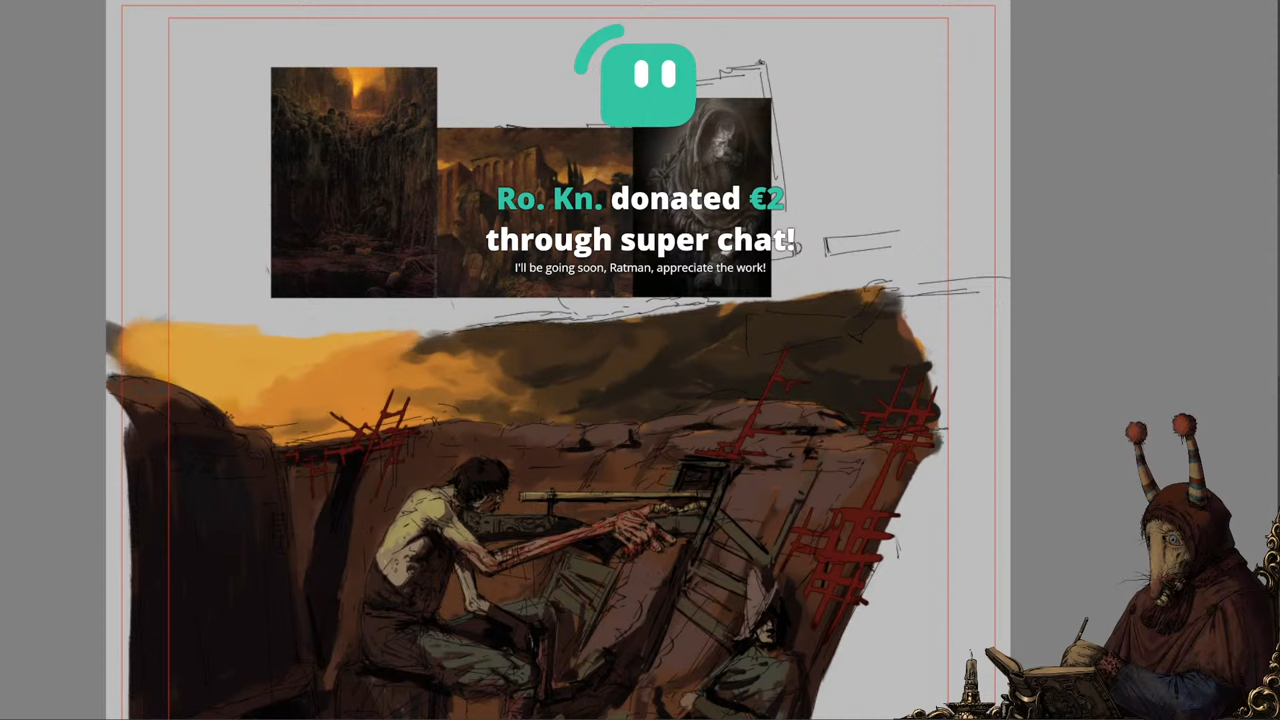 Ro. Kn. donated €2
through super chat!
I'll be going soon, Ratman, appreciate the work!